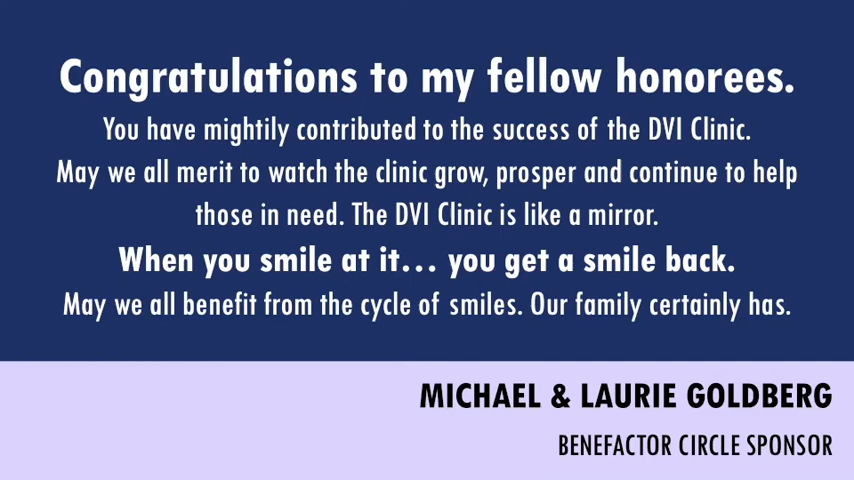 Congratulations to my fellow honorees.
You have mightily contributed to the success of the DVI Clinic.
May we all merit to watch the clinic grow, prosper and continue to help
those in need. The DVI Clinic is like a mirror.
When you smile at it... you get a smile back.
May we all benefit from the cycle of smiles. Our family certainly has.
MICHAEL & LAURIE GOLDBERG
BENEFACTOR CIRCLE SPONSOR